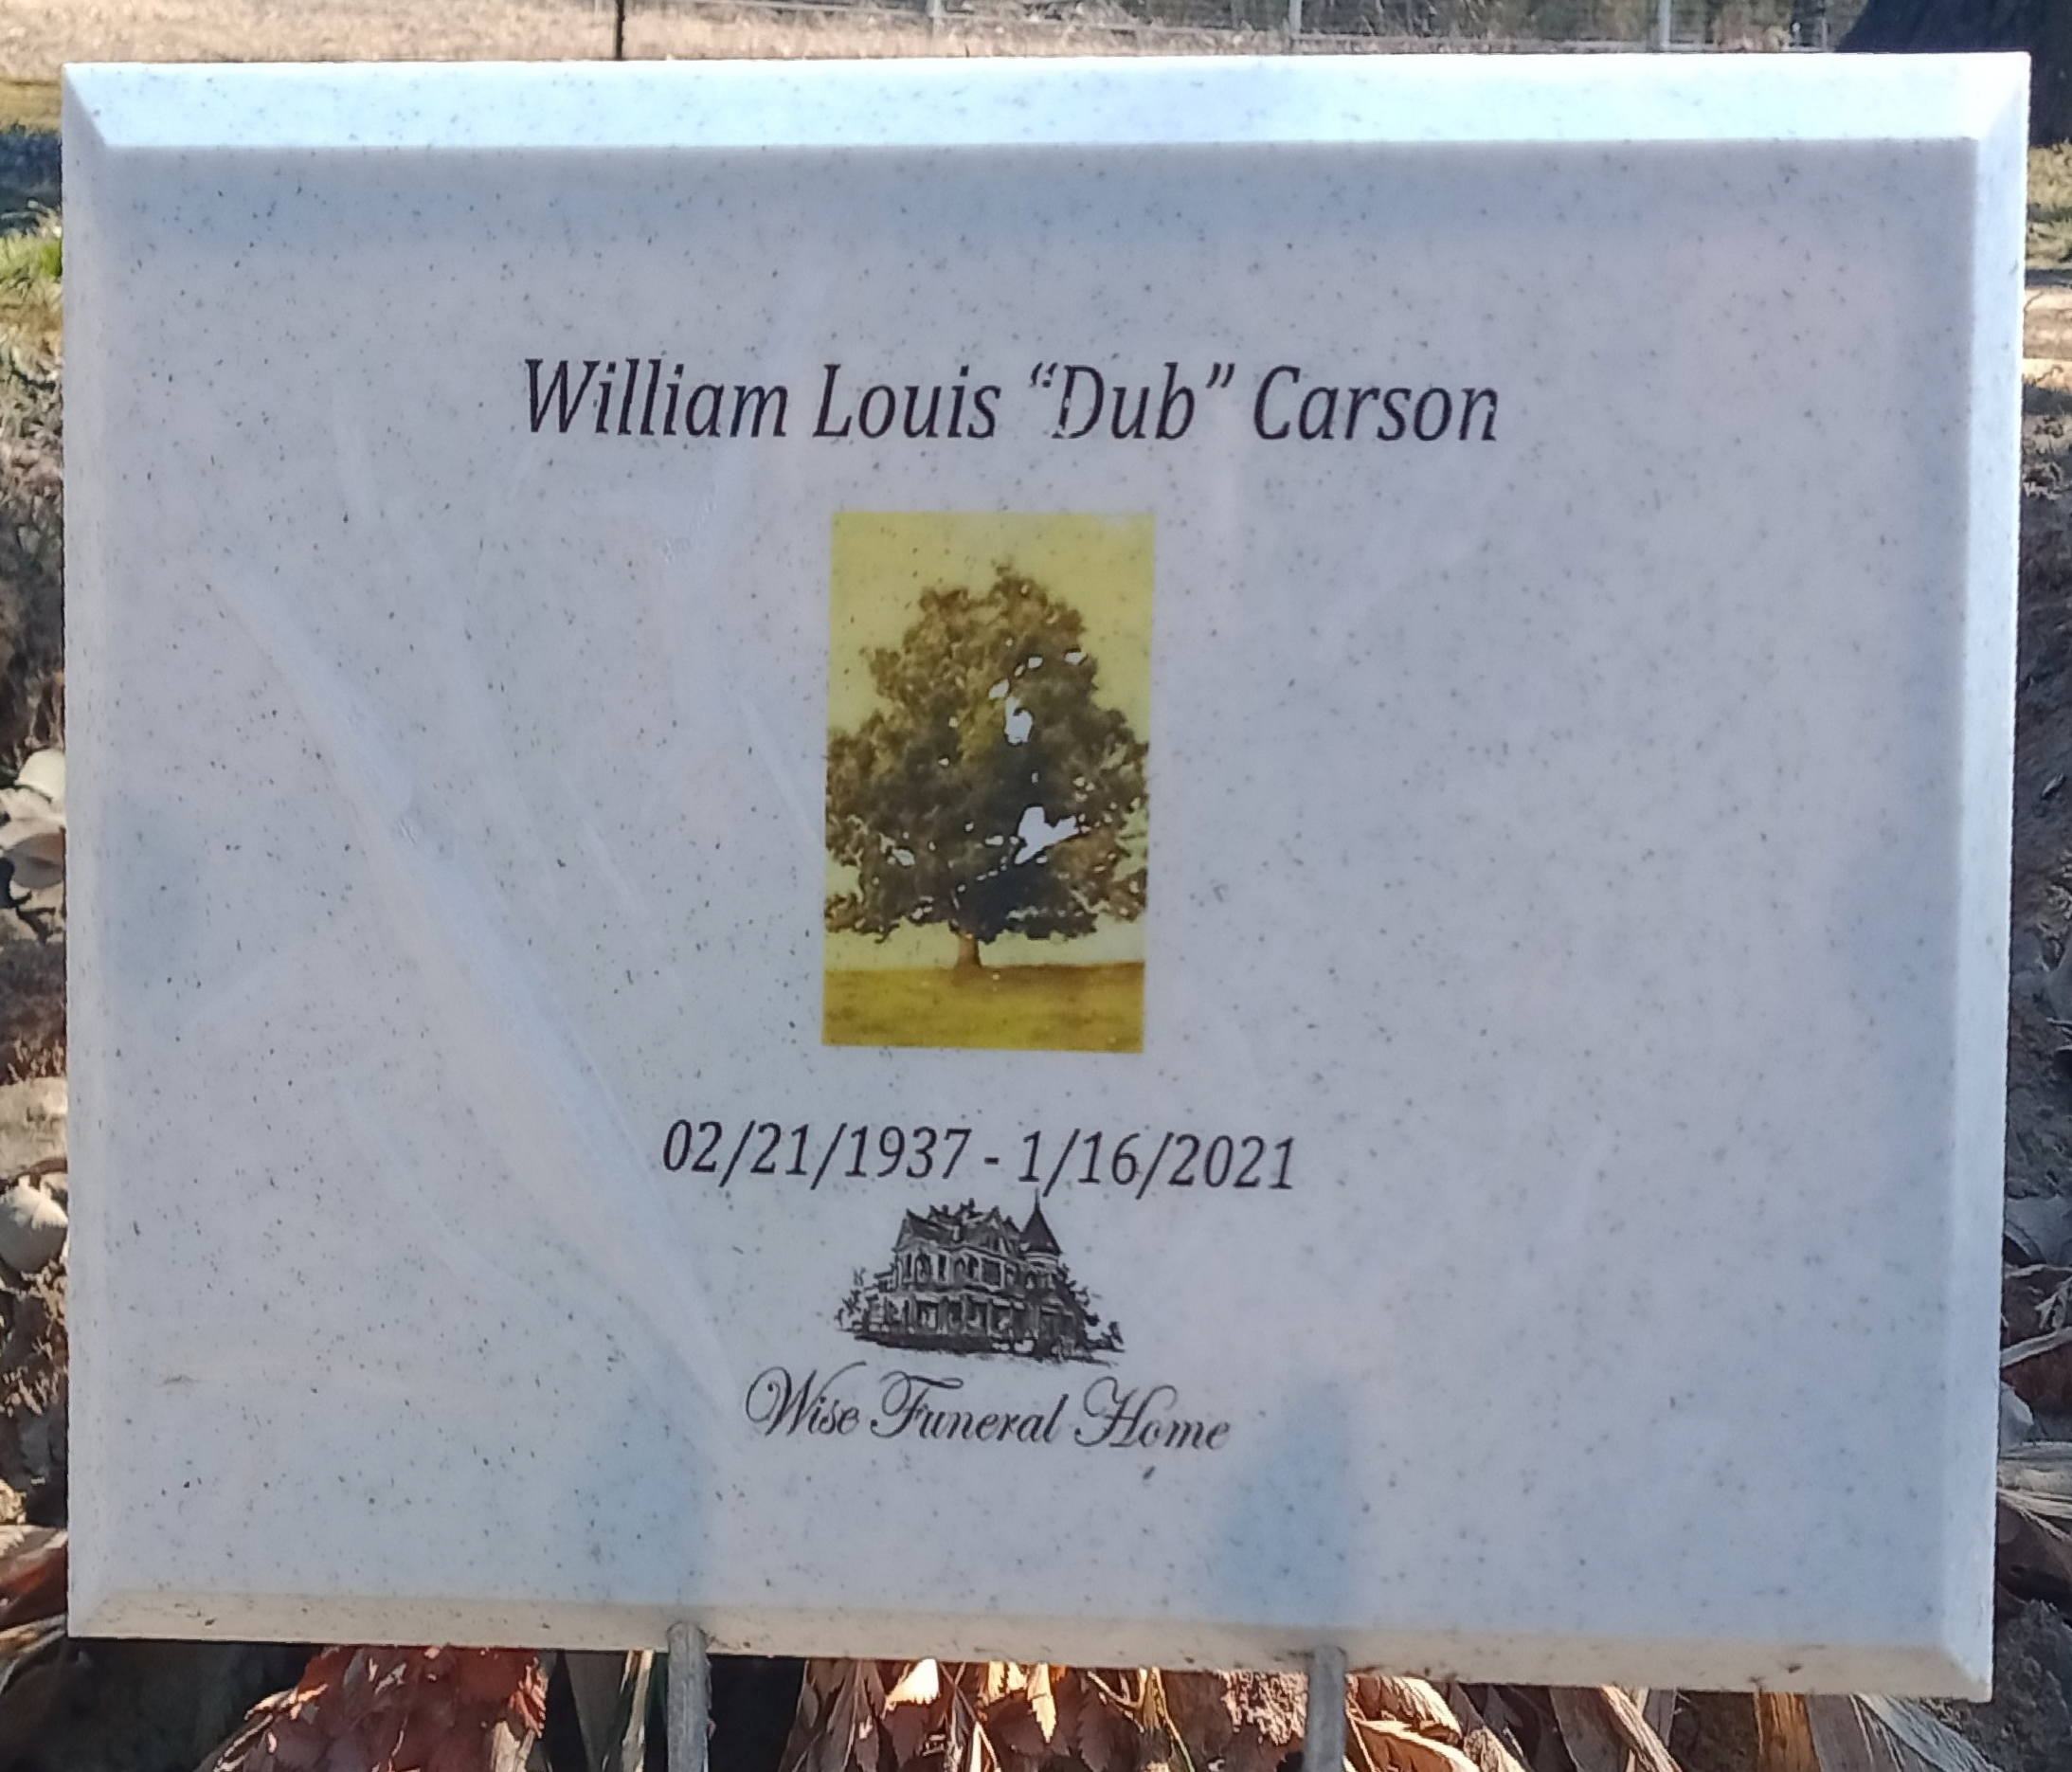 William Louis “Dub” Carson
02/21/1937 - 1/16/2021
Wise Funeral Home